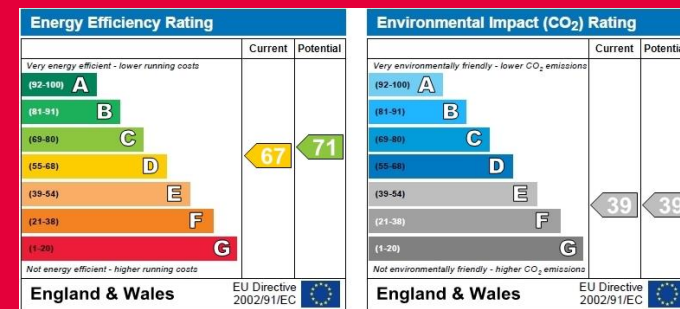 Energy Efficiency Rating
Current Potential
Very energy efficient - lower running costs
(92-100) A
(81-91) B
(69-80) C
(55-68) D
(39-54) E
(21-38) F
(1-20) G
67
71
Not energy efficient - higher running costs
England & Wales
EU Directive
2002/91/EC
Environmental Impact (CO₂) Rating
Current Potential
Very environmentally friendly - lower CO₂ emissions
(92-100) A
(81-91) B
(69-80) C
(55-68) D
(39-54) E
(21-38) F
(1-20) G
39
39
Not environmentally friendly - higher CO₂ emissions
England & Wales
EU Directive
2002/91/EC